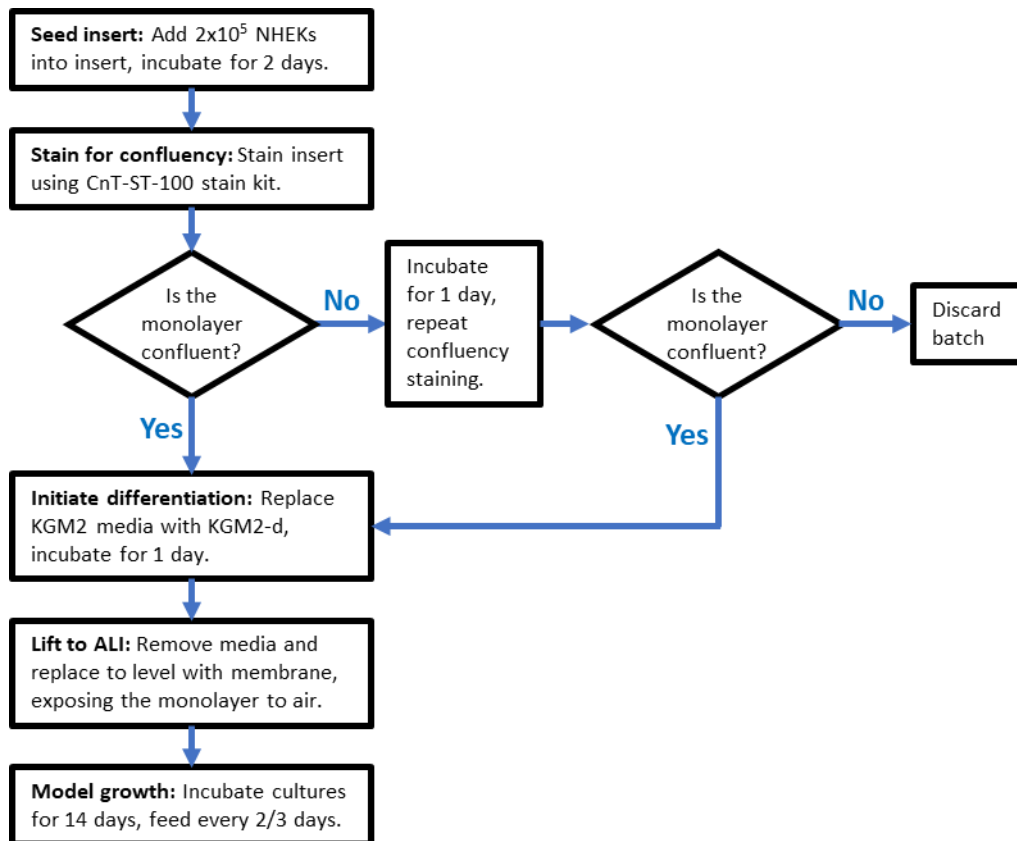 Seed insert: Add 2x10⁵ NHEKs
into insert, incubate for 2 days.
Stain for confluency: Stain insert
using CnT-ST-100 stain kit.
Is the
monolayer
confluent?
No
Incubate
for 1 day,
repeat
confluency
staining.
Is the
monolayer
confluent?
No
Discard
batch
Yes
Yes
Initiate differentiation: Replace
KGM2 media with KGM2-d,
incubate for 1 day.
Lift to ALI: Remove media and
replace to level with membrane,
exposing the monolayer to air.
Model growth: Incubate cultures
for 14 days, feed every 2/3 days.